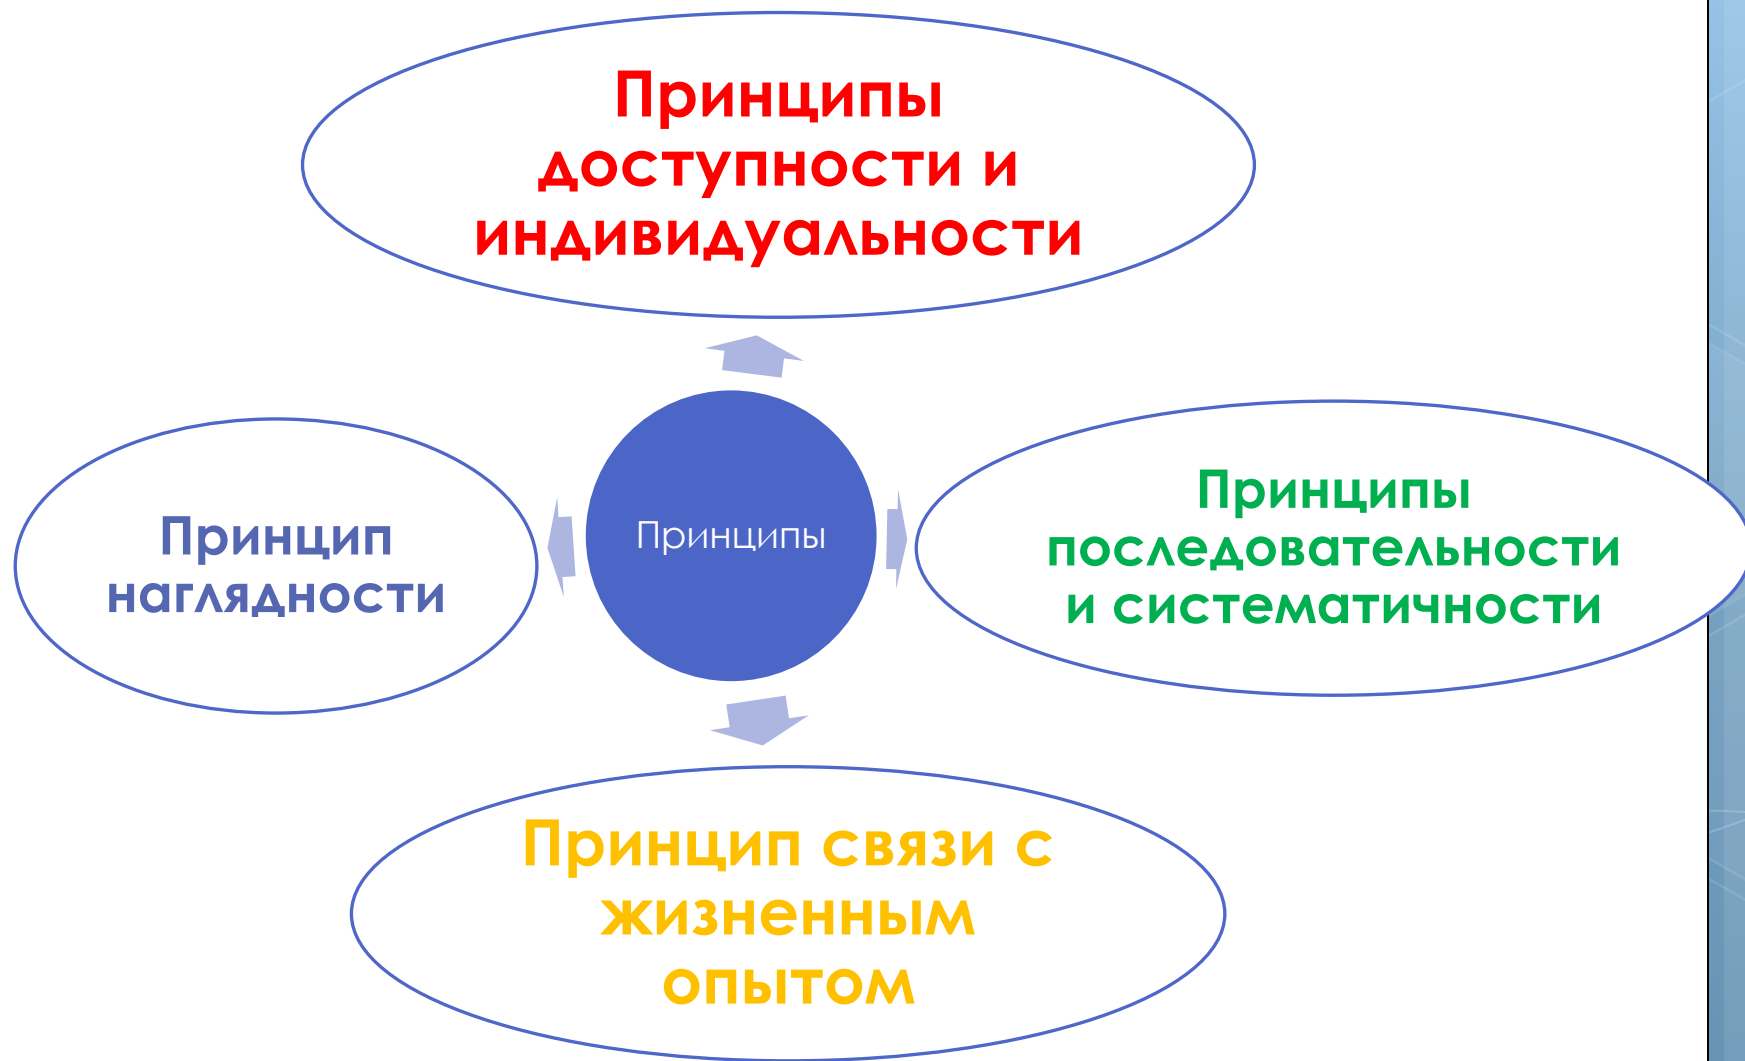 Принципы
доступности и
индивидуальности
Принцип
наглядности
Принципы
Принципы
последовательности
и систематичности
Принцип связи с
жизненным
опытом